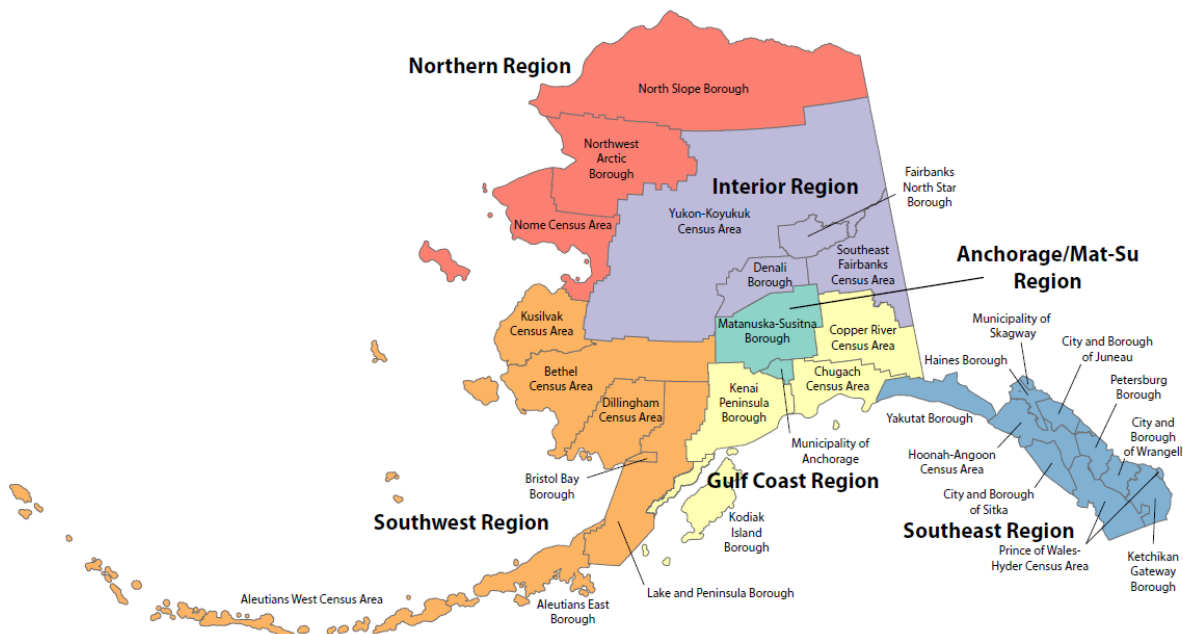 Northern Region
North Slope Borough
Northwest
Arctic
Borough
Nome Census Area
Interior Region
Yukon-Koyukuk
Census Area
Fairbanks
North Star
Borough
Denali
Borough
Southeast
Fairbanks
Census Area
Anchorage/Mat-Su
Region
Matanuska-Susitna
Borough
Municipality of
Anchorage
Kusilvak
Census Area
Bethel
Census Area
Dillingham
Census Area
Bristol Bay
Borough
Southwest Region
Lake and Peninsula Borough
Aleutians East
Borough
Aleutians West Census Area
Copper River
Census Area
Chugach
Census Area
Kenai
Peninsula
Borough
Gulf Coast Region
Kodiak
Island
Borough
Municipality of
Skagway
Haines Borough
City and Borough
of Juneau
Petersburg
Borough
City and
Borough
of Wrangell
Yakutat Borough
Hoonah-Angoon
Census Area
City and Borough
of Sitka
Southeast Region
Prince of Wales-
Hyder Census Area
Ketchikan
Gateway
Borough